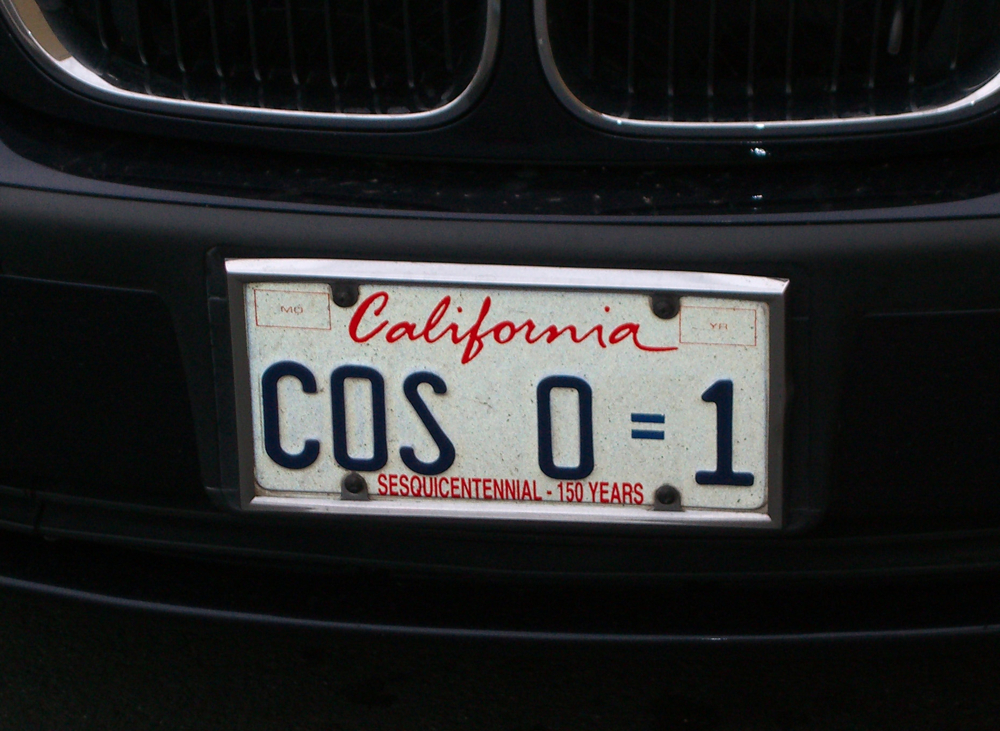 MO California YR
COS 0 = 1
SESQUICENTENNIAL - 150 YEARS